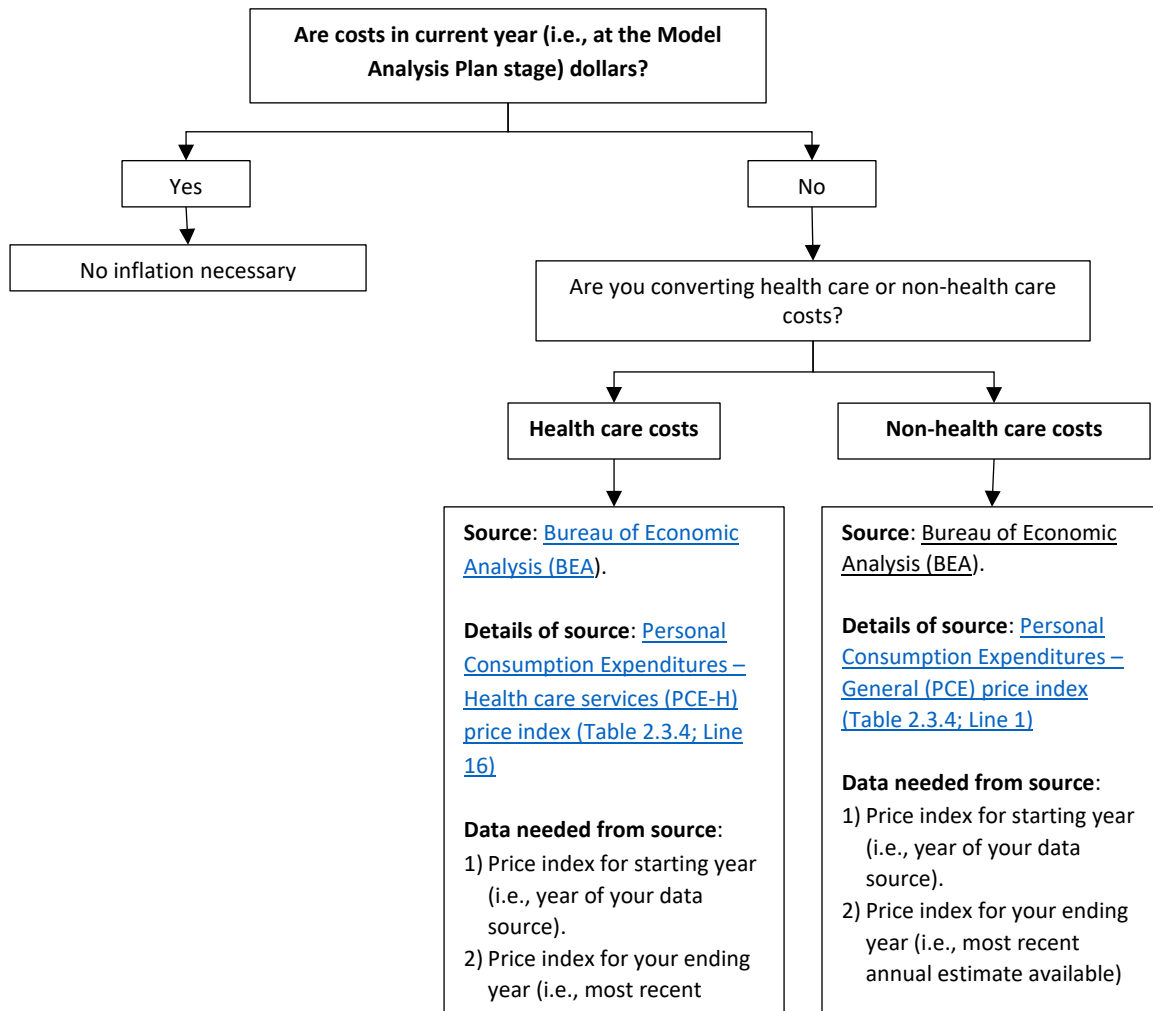 Are costs in current year (i.e., at the Model
Analysis Plan stage) dollars?
Yes
No
No inflation necessary
Are you converting health care or non-health care
costs?
Health care costs
Non-health care costs
Source: Bureau of Economic
Analysis (BEA).
Details of source: Personal
Consumption Expenditures –
Health care services (PCE-H)
price index (Table 2.3.4; Line
16)
Data needed from source:
1) Price index for starting year
(i.e., year of your data
source).
2) Price index for your ending
year (i.e., most recent
Source: Bureau of Economic
Analysis (BEA).
Details of source: Personal
Consumption Expenditures –
General (PCE) price index
(Table 2.3.4; Line 1)
Data needed from source:
1) Price index for starting year
(i.e., year of your data
source).
2) Price index for your ending
year (i.e., most recent
annual estimate available)